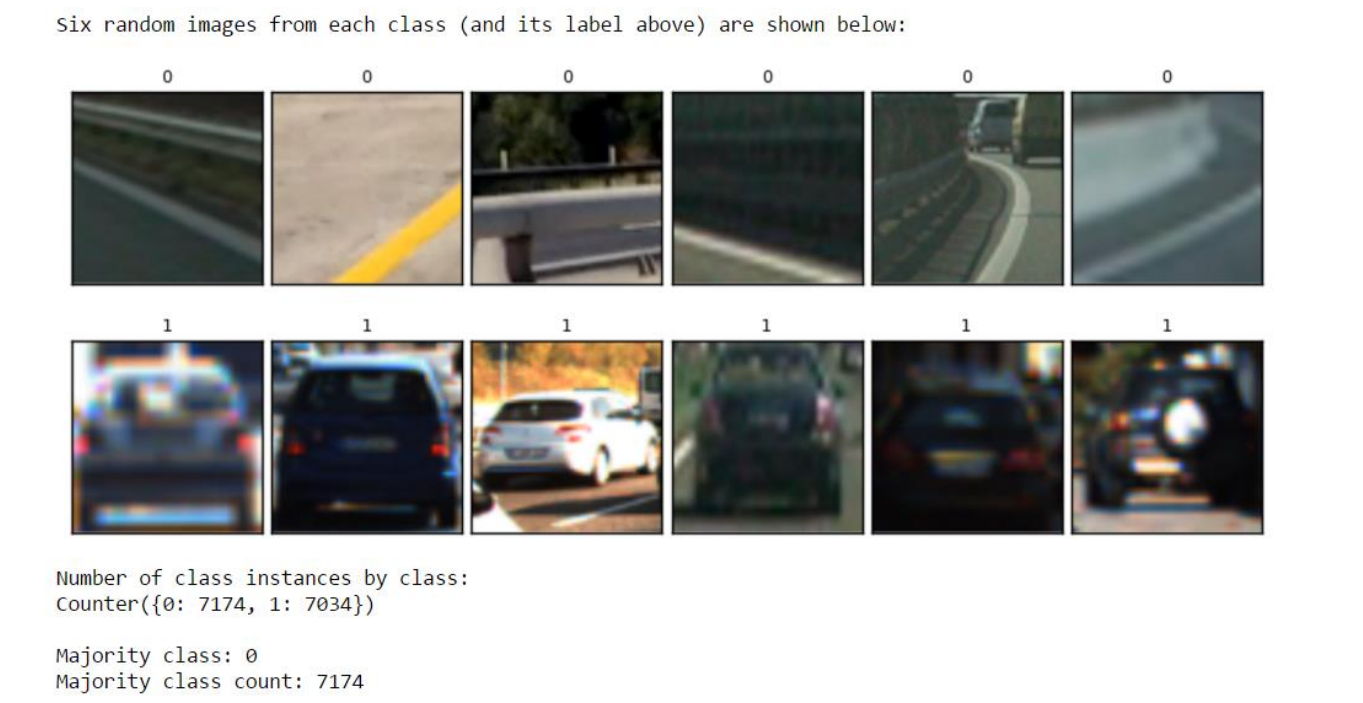 Six random images from each class (and its label above) are shown below:
0 0 0 0 0 0
1 1 1 1 1 1
Number of class instances by class:
Counter({0: 7174, 1: 7034})
Majority class: 0
Majority class count: 7174